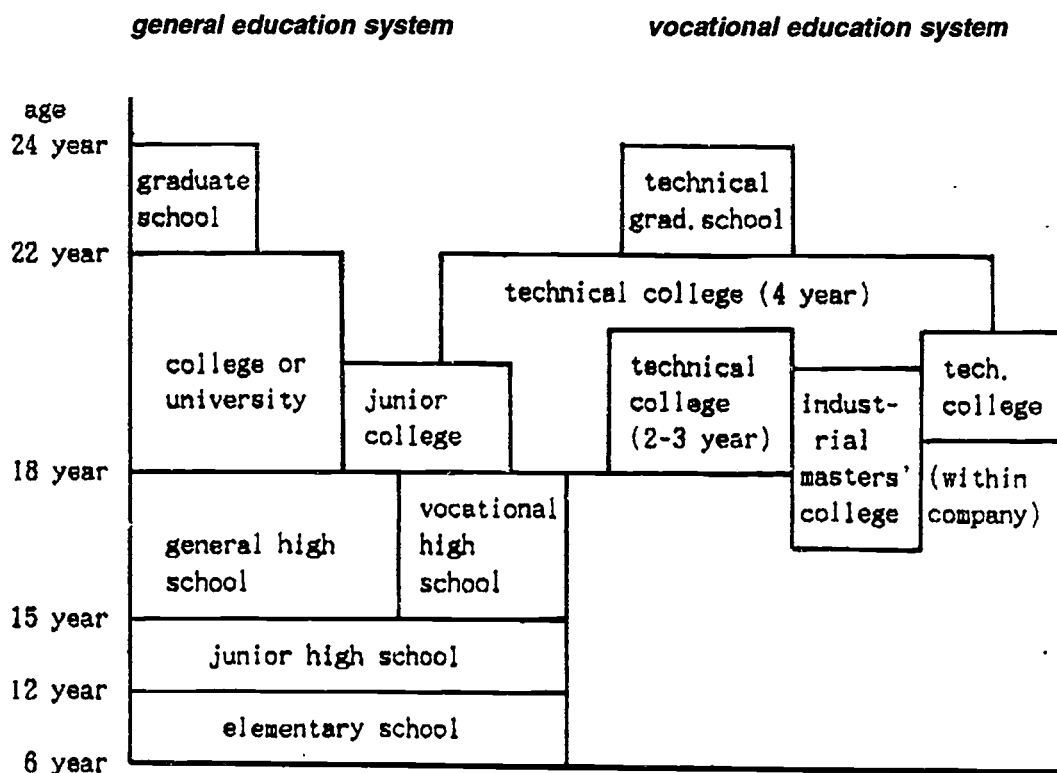 general education system
vocational education system
age
24 year
graduate
school
technical
grad.school
22 year
technical college (4 year)
college or
university
junior
college
technical
college
(2-3 year)
indust-
rial
masters'
college
tech.
college
(within
company)
18 year
general high
school
vocational
high
school
15 year
junior high school
12 year
elementary school
6 year